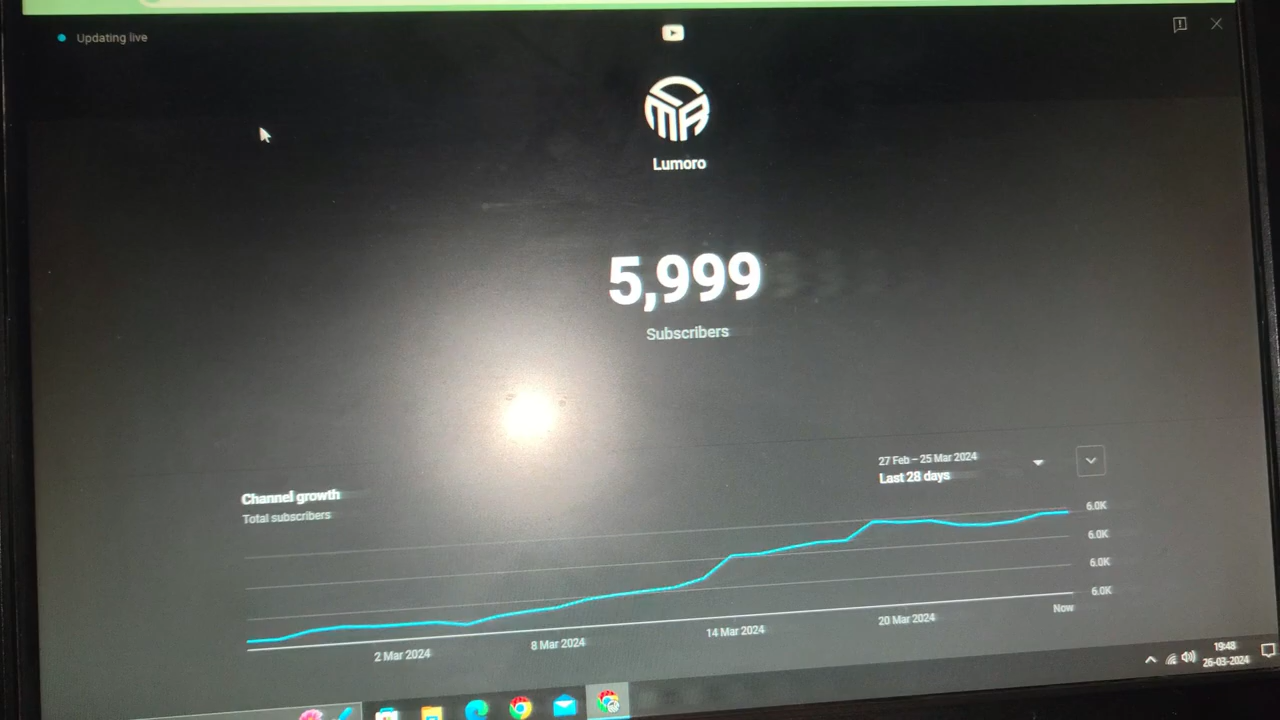 Updating live
Lumoro
5,999
Subscribers
27 Feb – 25 Mar 2024
Last 28 days
Channel growth
Total subscribers
6.0K
6.0K
6.0K
6.0K
2 Mar 2024
8 Mar 2024
14 Mar 2024
20 Mar 2024
Now
19:48
26-03-2024